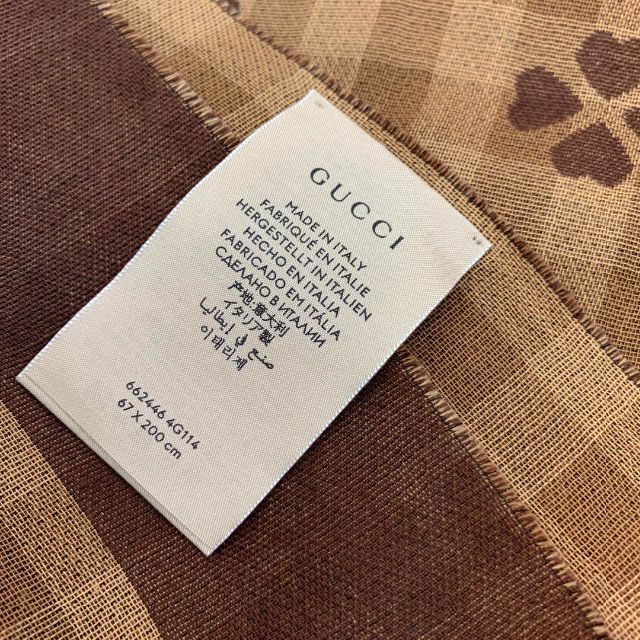 GUCCI
MADE IN ITALY
FABRIQUÉ EN ITALIE
HERGESTELLT IN ITALIEN
HECHO EN ITALIA
FABRICADO EM ITALIA
СДЕЛАНО В ИТАЛИИ
产地:意大利
イタリア製
صنع في إيطاليا
이태리제
662446 4G114
67 X 200 cm